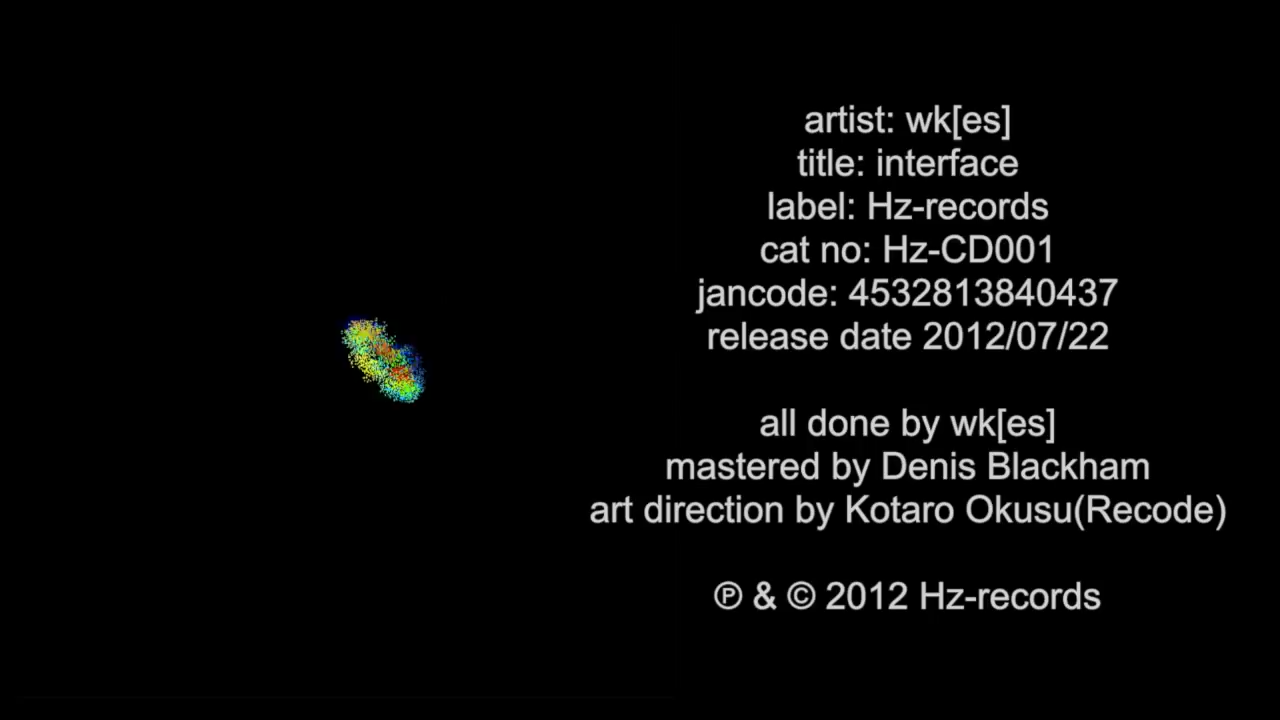 artist: wk[es]
title: interface
label: Hz-records
cat no: Hz-CD001
jancode: 4532813840437
release date 2012/07/22
all done by wk[es]
mastered by Denis Blackham
art direction by Kotaro Okusu(Recode)
℗ & © 2012 Hz-records